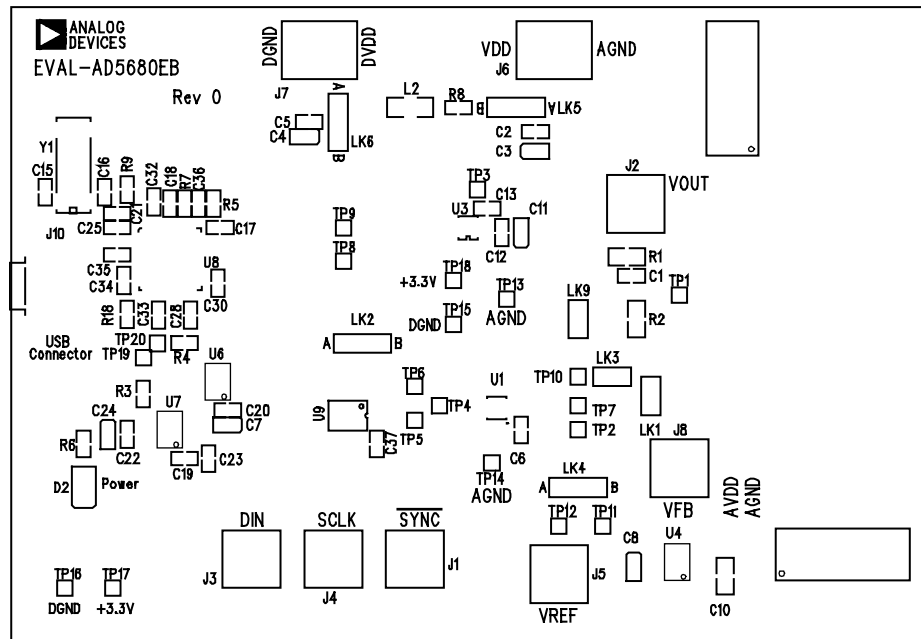 ANALOG
DEVICES
EVAL-AD5680EB
Rev 0
DGND
DVDD
J7
A
B
LK6
C5
C4
L2
R8
VDD
AGND
J6
B
A
LK5
C2
C3
J2
VOUT
Y1
C15
J10
C16
R9
C21
C25
C32
C18
R7
C36
R5
C17
C35
C34
U8
C30
R18
C33
C28
TP20
TP19
R4
USB
Connector
TP9
TP8
TP3
C13
U3
C12
C11
TP18
+3.3V
TP13
AGND
TP15
DGND
R1
C1
TP1
LK9
R2
LK2
A
B
U6
R3
C24
U7
C20
C7
R6
C22
C19
C23
D2
Power
U9
C37
TP6
TP4
TP5
U1
C6
TP14
AGND
TP10
LK3
TP7
TP2
LK1
J8
VFB
LK4
A
B
TP12
TP11
AVDD
AGND
DIN
J3
SCLK
J4
SYNC
J1
J5
VREF
C8
U4
C10
TP16
DGND
TP17
+3.3V